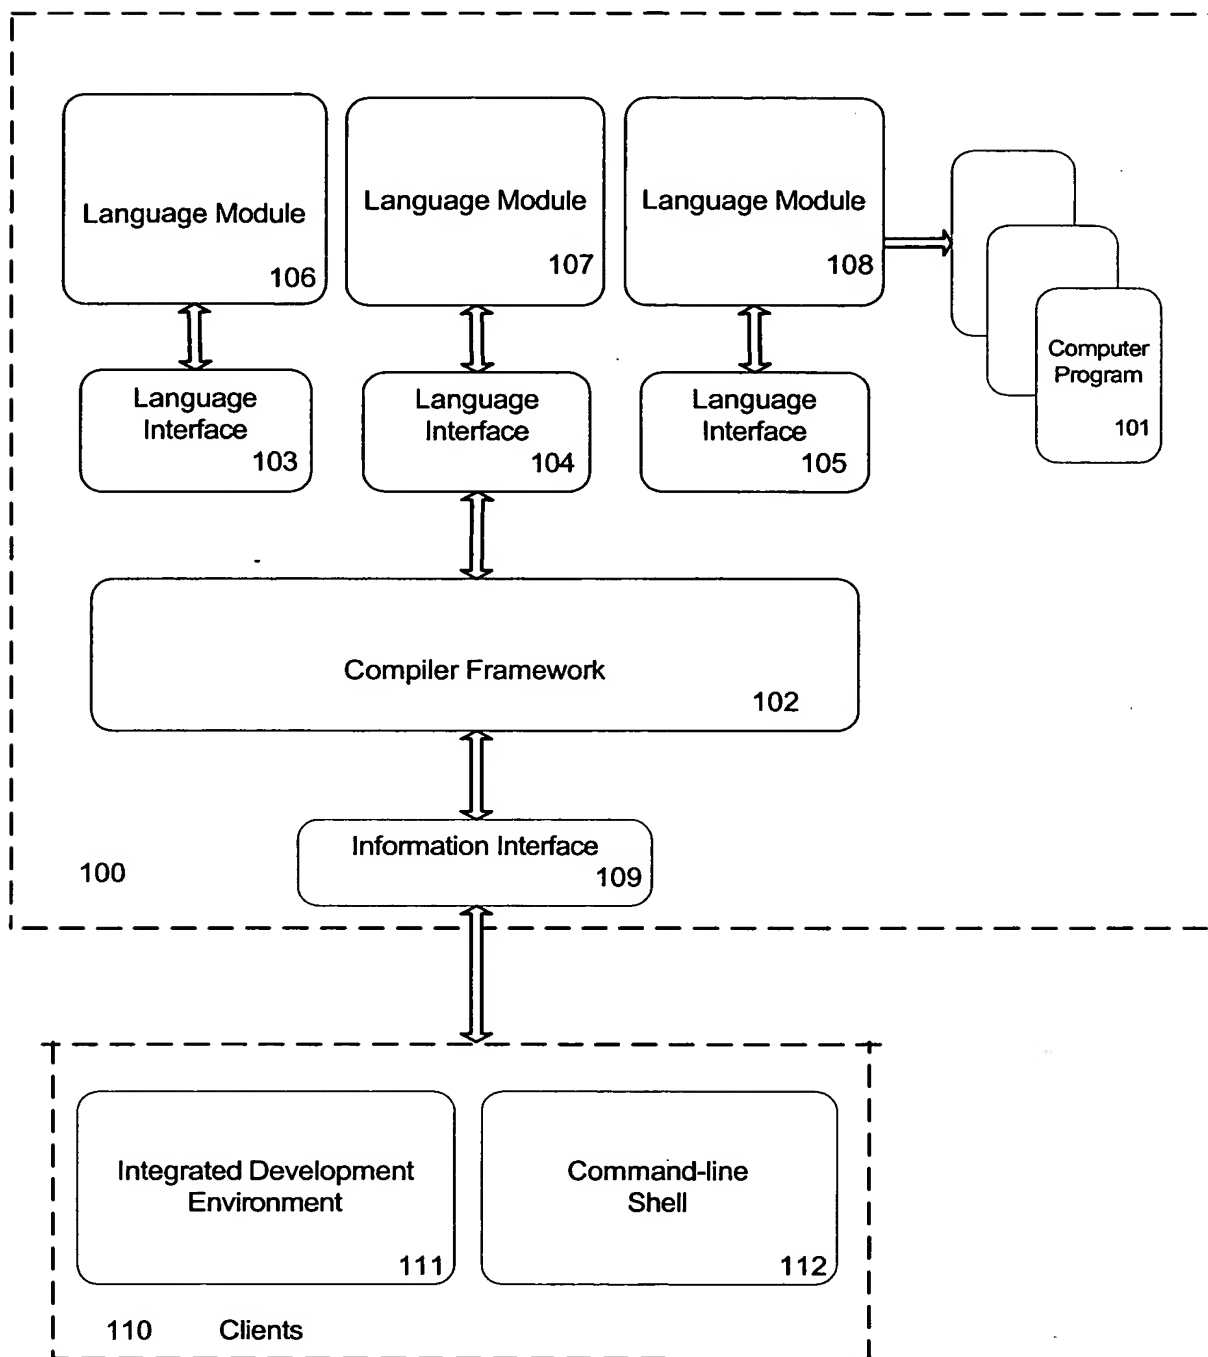 Language Module
106
Language Module
107
Language Module
108
Computer
Program
101
Language
Interface
103
Language
Interface
104
Language
Interface
105
Compiler Framework
102
Information Interface
109
100
Integrated Development
Environment
111
Command-line
Shell
112
110 Clients